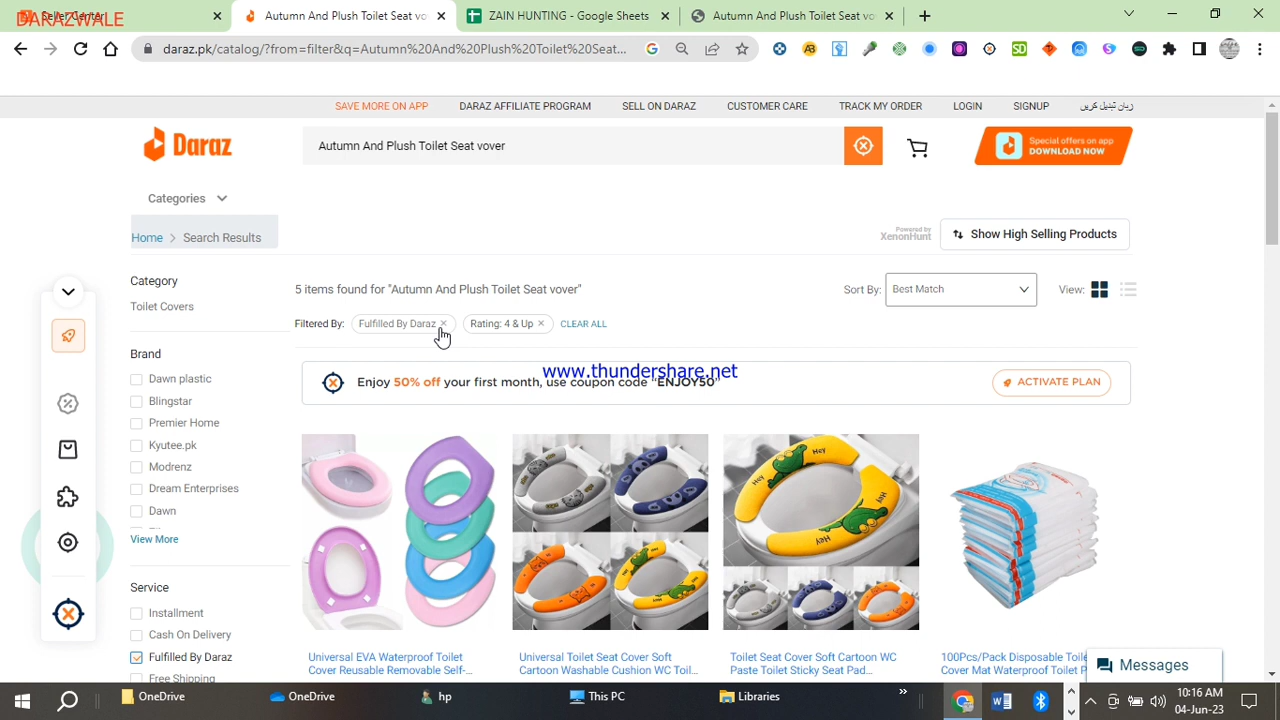 DARAZWALE
Autumn And Plush Toilet Seat vo
ZAIN HUNTING - Google Sheets
Autumn And Plush Toilet Seat vo
daraz.pk/catalog/?from=filter&q=Autumn%20And%20Plush%20Toilet%20Seat...
SAVE MORE ON APP
DARAZ AFFILIATE PROGRAM
SELL ON DARAZ
CUSTOMER CARE
TRACK MY ORDER
LOGIN
SIGNUP
زبان تبدیل کریں
Daraz
Autumn And Plush Toilet Seat vover
Special offers on app
DOWNLOAD NOW
Categories
Home > Search Results
Powered by
XenonHunt
Show High Selling Products
Category
Toilet Covers
5 items found for "Autumn And Plush Toilet Seat vover"
Sort By:
Best Match
View:
Filtered By:
Fulfilled By Daraz
Rating: 4 & Up
CLEAR ALL
Brand
Dawn plastic
Blingstar
Premier Home
Kyutee.pk
Modrenz
Dream Enterprises
Dawn
View More
www.thundershare.net
Enjoy 50% off your first month, use coupon code "ENJOY50"
ACTIVATE PLAN
Hey
Hey
Service
Installment
Cash On Delivery
Fulfilled By Daraz
Free Shipping
Universal EVA Waterproof Toilet
Cover Reusable Removable Self-
Universal Toilet Seat Cover Soft
Cartoon Washable Cushion WC Toi...
Toilet Seat Cover Soft Cartoon WC
Paste Toilet Sticky Seat Pad...
100Pcs/Pack Disposable Toile
Cover Mat Waterproof Toilet P
Messages
OneDrive
OneDrive
hp
This PC
Libraries
10:16 AM
04-Jun-23